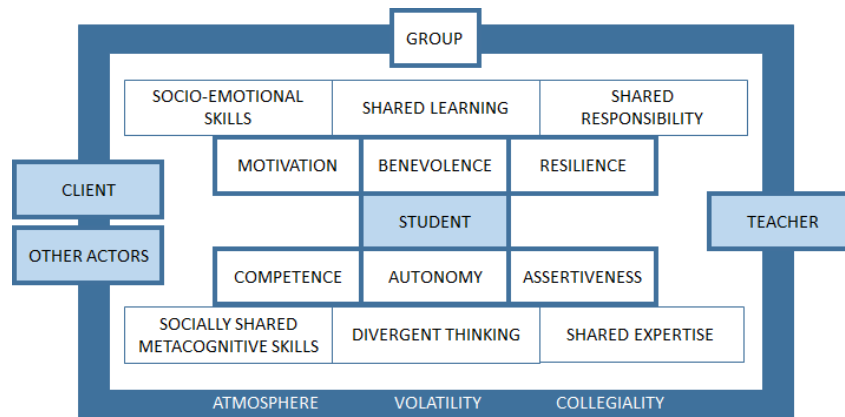 GROUP
SOCIO-EMOTIONAL
SKILLS
SHARED LEARNING
SHARED
RESPONSIBILITY
MOTIVATION
BENEVOLENCE
RESILIENCE
CLIENT
STUDENT
TEACHER
OTHER ACTORS
COMPETENCE
AUTONOMY
ASSERTIVENESS
SOCIALLY SHARED
METACOGNITIVE SKILLS
DIVERGENT THINKING
SHARED EXPERTISE
ATMOSPHERE
VOLATILITY
COLLEGIALITY